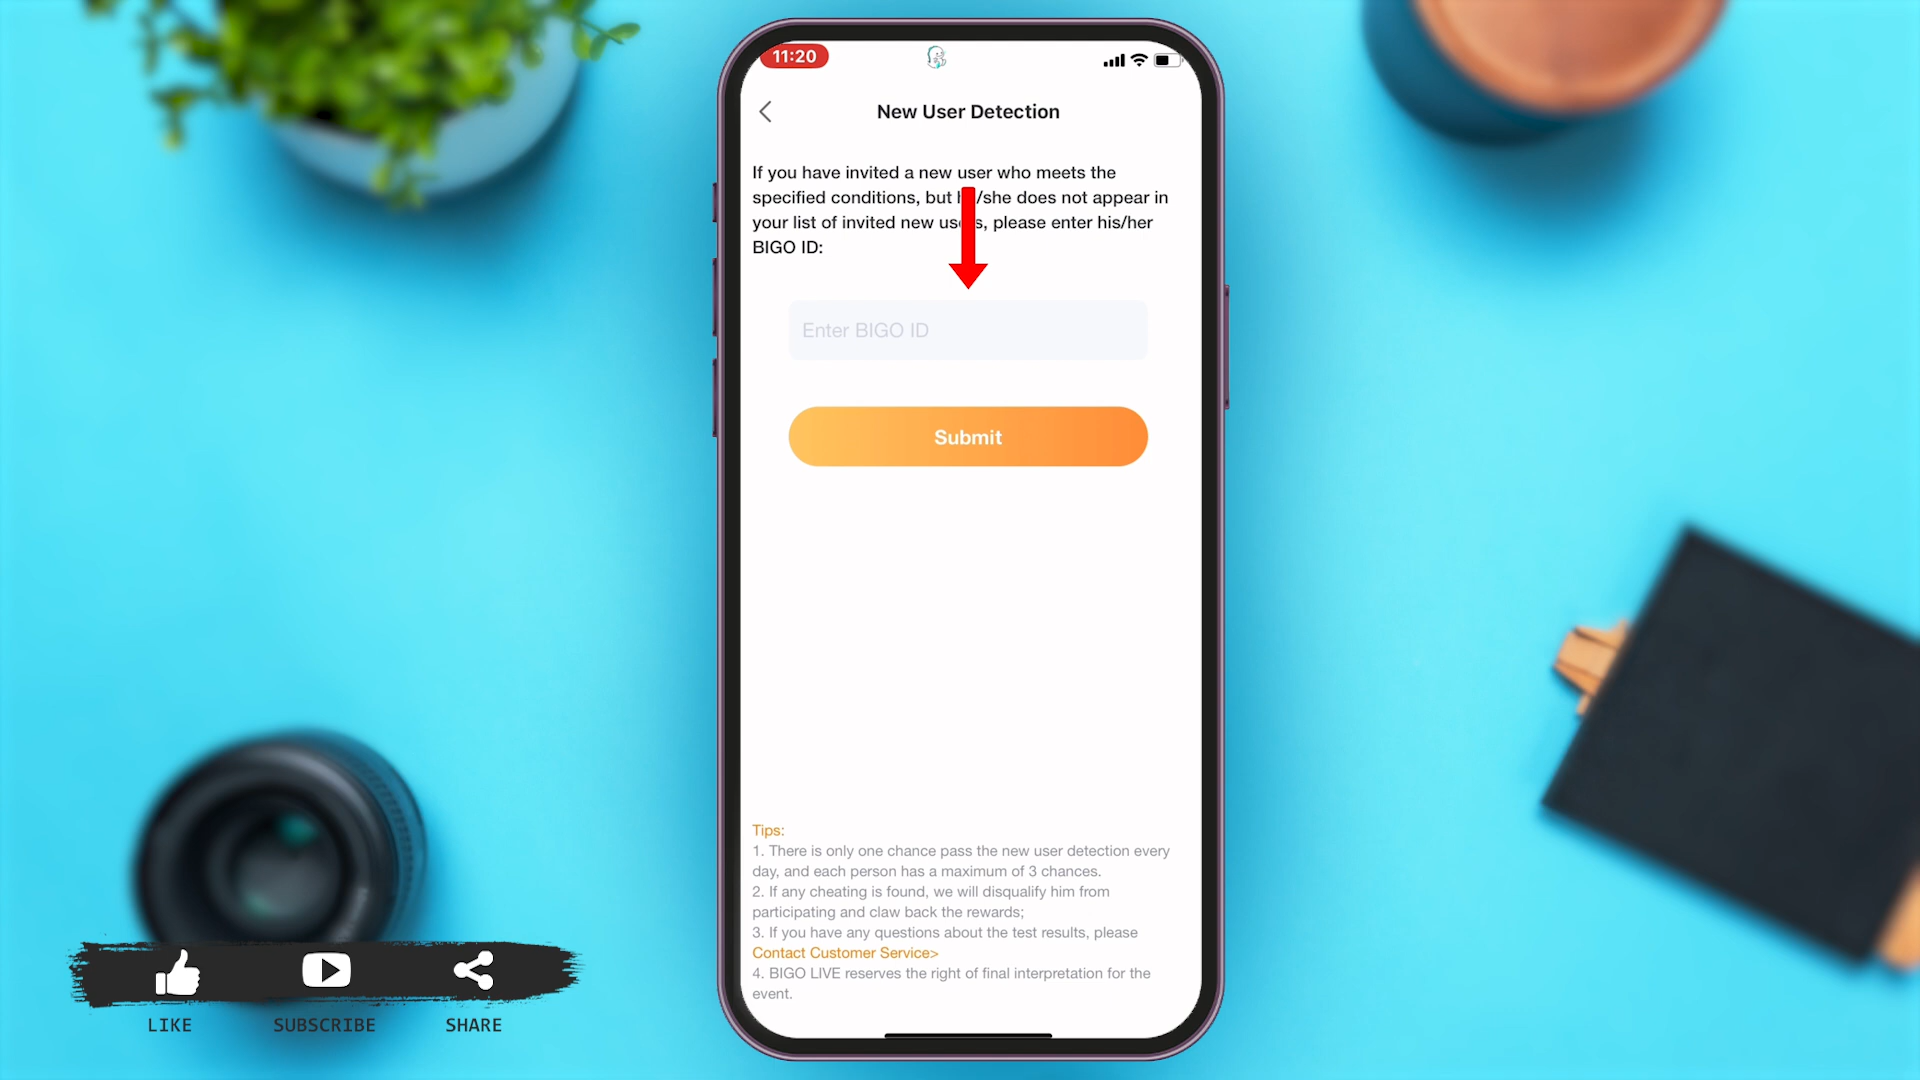 11:20
New User Detection
If you have invited a new user who meets the
specified conditions, but /she does not appear in
your list of invited new users, please enter his/her
BIGO ID:
Enter BIGO ID
Submit
Tips:
1. There is only one chance pass the new user detection every
day, and each person has a maximum of 3 chances.
2. If any cheating is found, we will disqualify him from
participating and claw back the rewards;
3. If you have any questions about the test results, please
Contact Customer Service>
4. BIGO LIVE reserves the right of final interpretation for the
event.
LIKE SUBSCRIBE SHARE